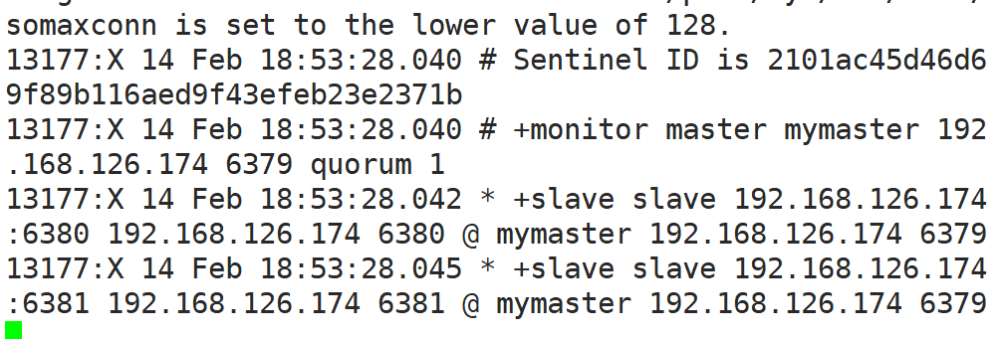 somaxconn is set to the lower value of 128.
13177:X 14 Feb 18:53:28.040 # Sentinel ID is 2101ac45d46d6
9f89b116aed9f43efeb23e2371b
13177:X 14 Feb 18:53:28.040 # +monitor master mymaster 192
.168.126.174 6379 quorum 1
13177:X 14 Feb 18:53:28.042 * +slave slave 192.168.126.174
:6380 192.168.126.174 6380 @ mymaster 192.168.126.174 6379
13177:X 14 Feb 18:53:28.045 * +slave slave 192.168.126.174
:6381 192.168.126.174 6381 @ mymaster 192.168.126.174 6379